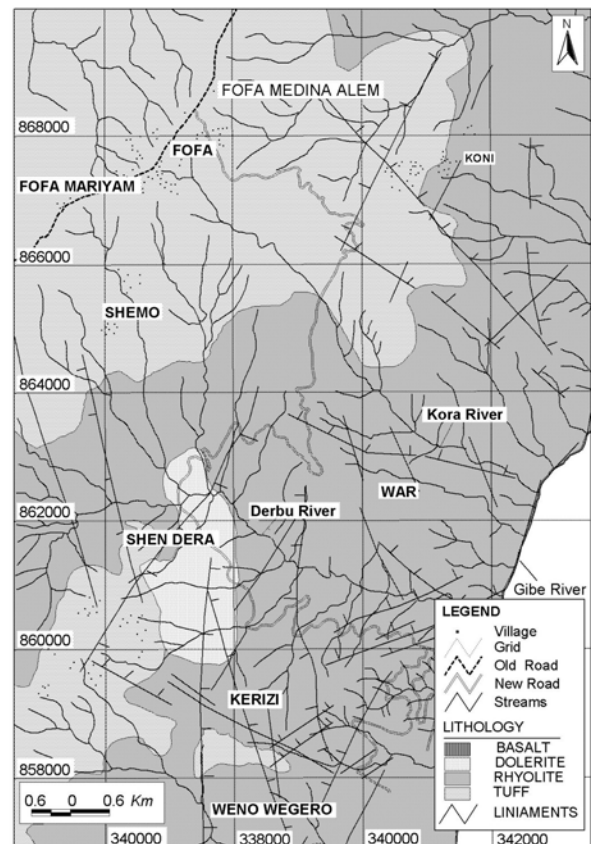 N
FOFA MEDINA ALEM
868000
FOFA
KONI
FOFA MARIYAM
866000
SHEMO
864000
Kora River
WAR
862000
Derbu River
SHEN DERA
Gibe River
860000
KERIZI
858000
WENO WEGERO
0.6 0 0.6 Km
340000 338000 340000 342000
LEGEND
Village
Grid
Old Road
New Road
Streams
LITHOLOGY
BASALT
DOLERITE
RHYOLITE
TUFF
LINIAMENTS